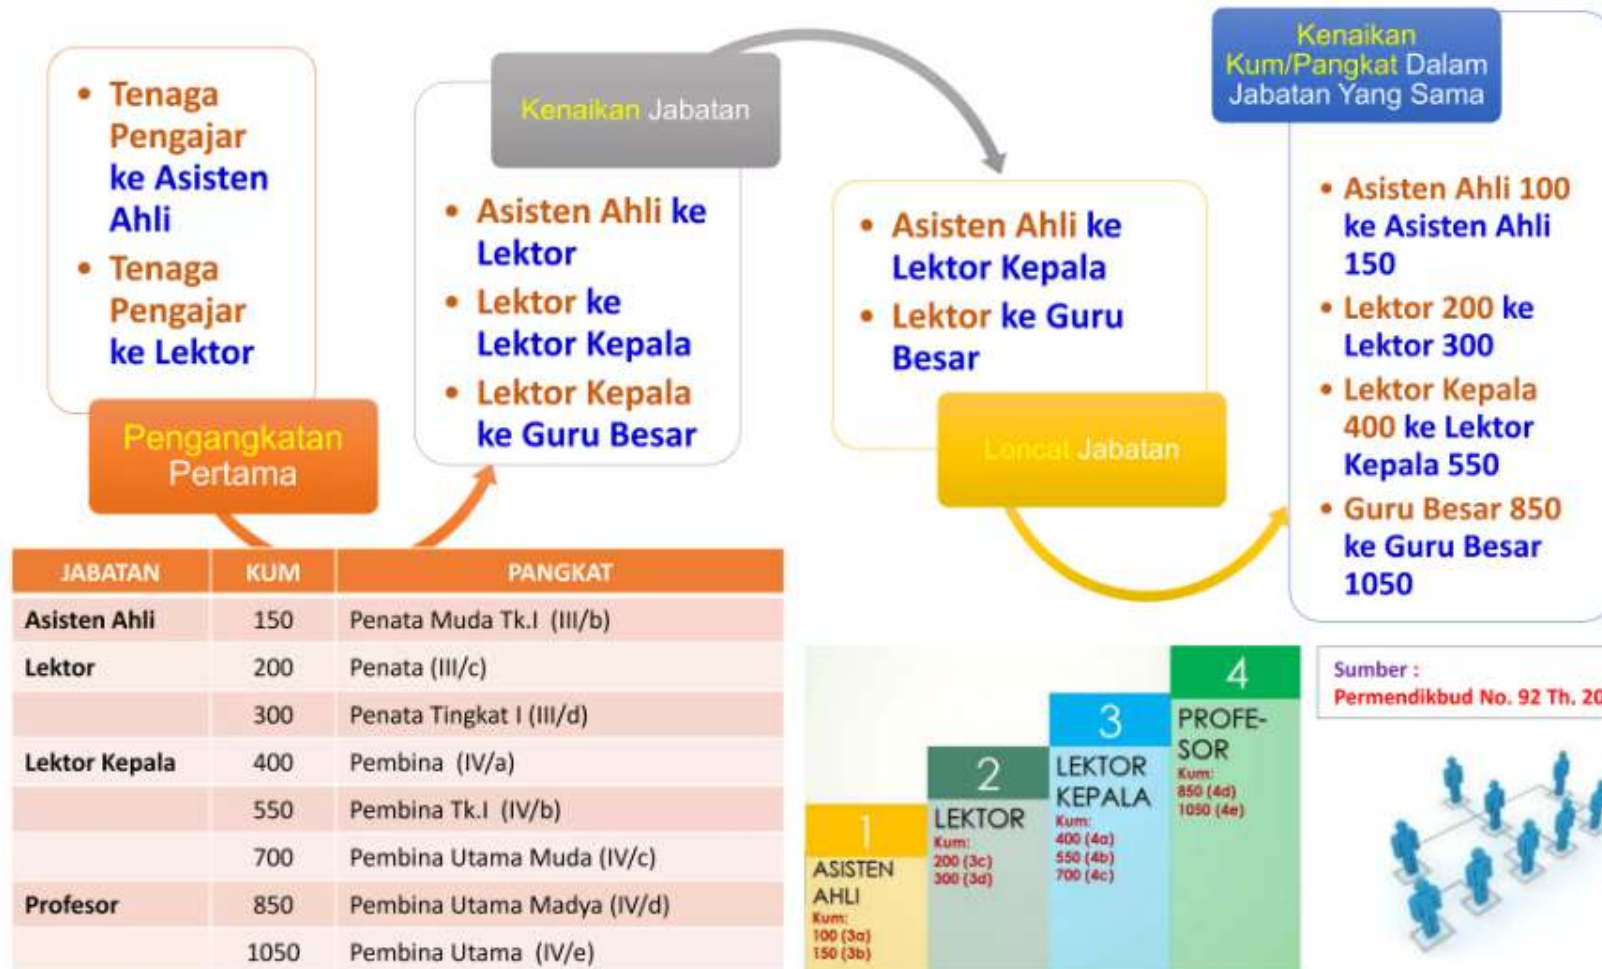 • Tenaga
Pengajar
ke Asisten
Ahli
• Tenaga
Pengajar
ke Lektor
Pengangkatan
Pertama
Kenaikan Jabatan
• Asisten Ahli ke
Lektor
• Lektor ke
Lektor Kepala
• Lektor Kepala
ke Guru Besar
• Asisten Ahli ke
Lektor Kepala
• Lektor ke Guru
Besar
Loncat Jabatan
Kenaikan
Kum/Pangkat Dalam
Jabatan Yang Sama
• Asisten Ahli 100
ke Asisten Ahli
150
• Lektor 200 ke
Lektor 300
• Lektor Kepala
400 ke Lektor
Kepala 550
• Guru Besar 850
ke Guru Besar
1050
JABATAN KUM PANGKAT
Asisten Ahli 150 Penata Muda Tk.I (III/b)
Lektor 200 Penata (III/c)
300 Penata Tingkat I (III/d)
Lektor Kepala 400 Pembina (IV/a)
550 Pembina Tk.I (IV/b)
700 Pembina Utama Muda (IV/c)
Profesor 850 Pembina Utama Madya (IV/d)
1050 Pembina Utama (IV/e)
1
ASISTEN
AHLI
Kum:
100 (3a)
150 (3b)
2
LEKTOR
Kum:
200 (3c)
300 (3d)
3
LEKTOR
KEPALA
Kum:
400 (4a)
550 (4b)
700 (4c)
4
PROFE-
SOR
Kum:
850 (4d)
1050 (4e)
Sumber :
Permendikbud No. 92 Th. 20